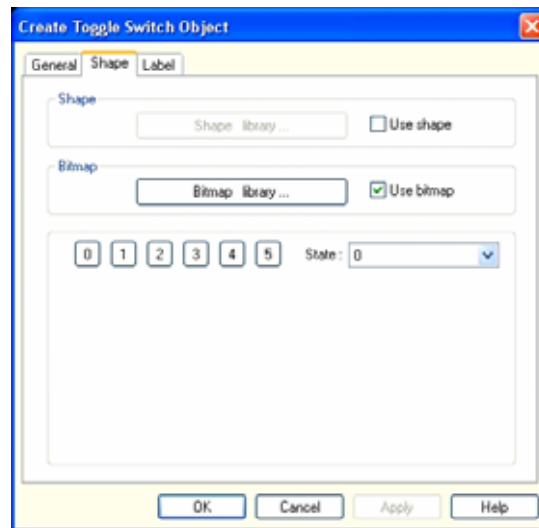 Create Toggle Switch Object
General Shape Label
Shape
Shape library ... Use shape
Bitmap
Bitmap library ... Use bitmap
0 1 2 3 4 5 State : 0
OK Cancel Apply Help